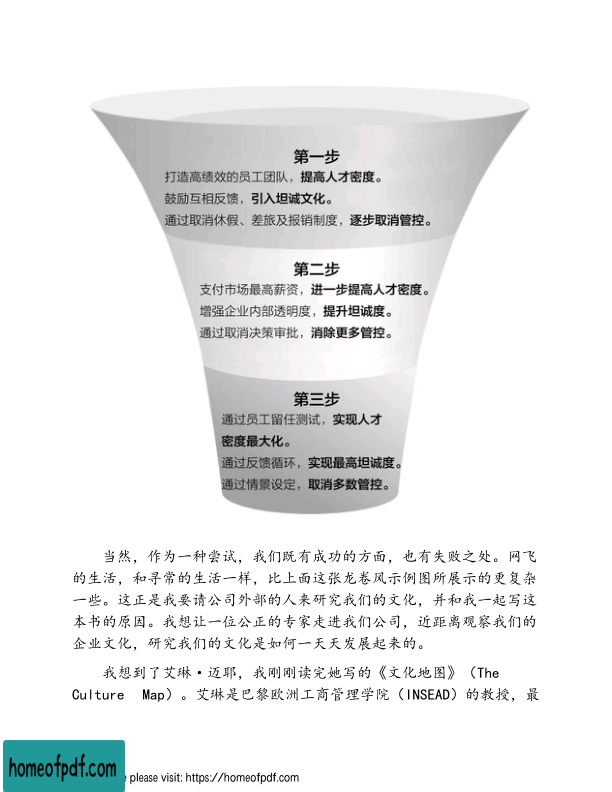 第一步
打造高绩效的员工团队，提高人才密度。
鼓励互相反馈，引入坦诚文化。
通过取消休假、差旅及报销制度，逐步取消管控。
第二步
支付市场最高薪资，进一步提高人才密度。
增强企业内部透明度，提升坦诚度。
通过取消决策审批，消除更多管控。
第三步
通过员工留任测试，实现人才
密度最大化。
通过反馈循环，实现最高坦诚度。
通过情景设定，取消多数管控。
当然，作为一种尝试，我们既有成功的方面，也有失败之处。网飞
的生活，和寻常的生活一样，比上面这张龙卷风示例图所展示的更复杂
一些。这正是我要请公司外部的人来研究我们的文化，并和我一起写这
本书的原因。我想让一位公正的专家走进我们公司，近距离观察我们的
企业文化，研究我们的文化是如何一天天发展起来的。
我想到了艾琳·迈耶，我刚刚读完她写的《文化地图》（The
Culture Map）。艾琳是巴黎欧洲工商管理学院（INSEAD）的教授，最
homeofpdf.com
please visit: https://homeofpdf.com